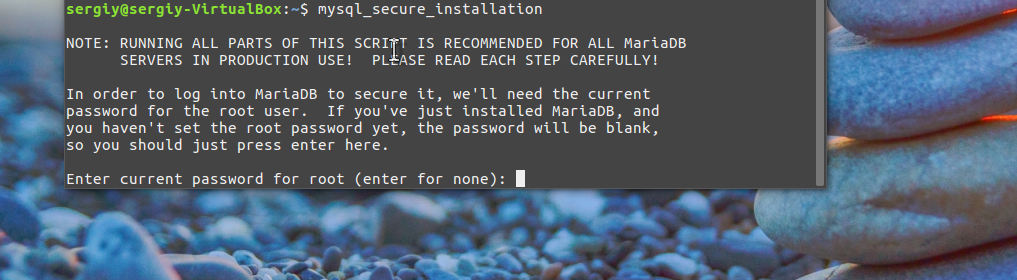 sergiy@sergiy-VirtualBox:~$ mysql_secure_installation
NOTE: RUNNING ALL PARTS OF THIS SCRIPT IS RECOMMENDED FOR ALL MariaDB
SERVERS IN PRODUCTION USE!  PLEASE READ EACH STEP CAREFULLY!
In order to log into MariaDB to secure it, we'll need the current
password for the root user.  If you've just installed MariaDB, and
you haven't set the root password yet, the password will be blank,
so you should just press enter here.
Enter current password for root (enter for none):